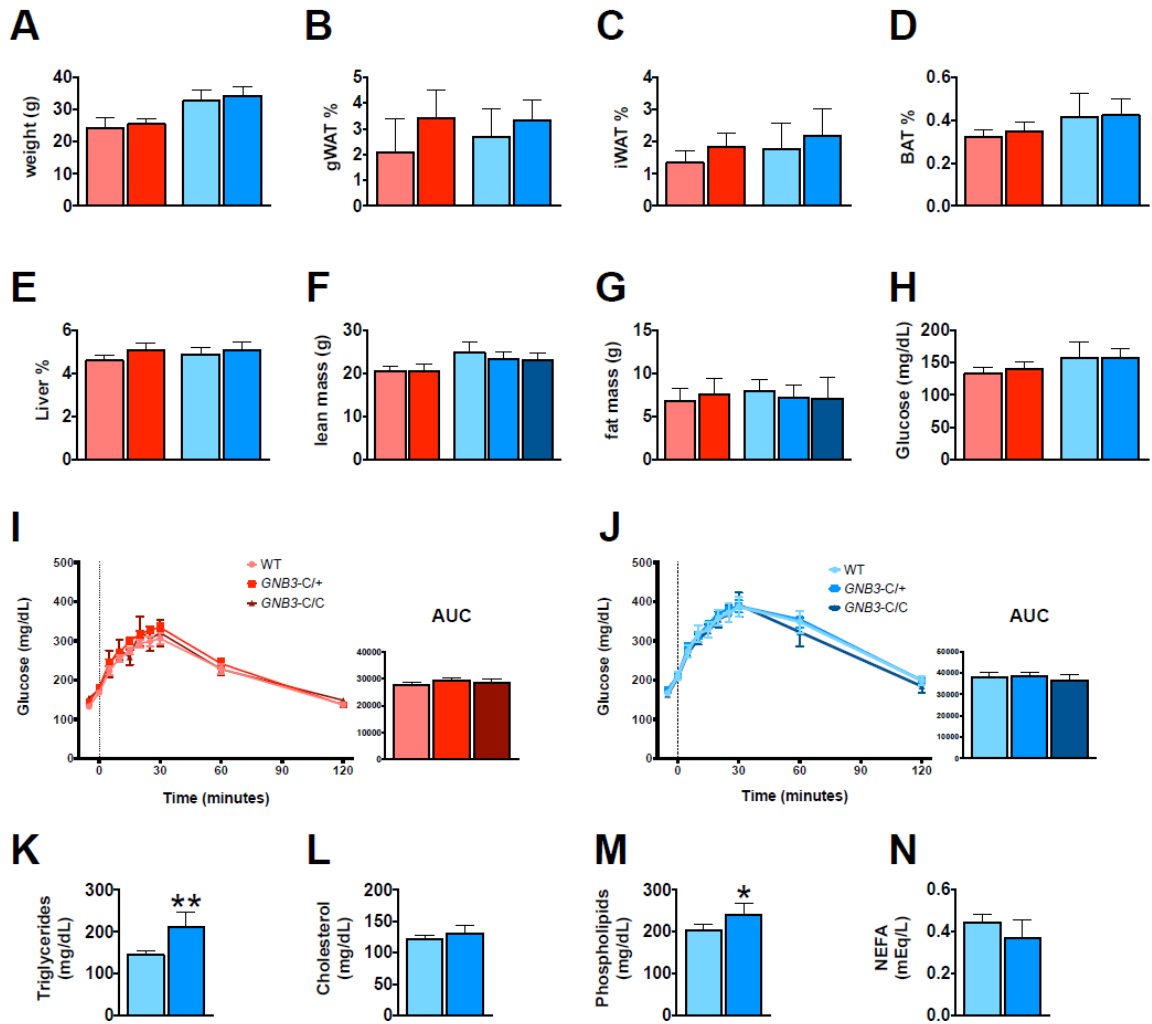 A
B
C
D
weight (g)
40
30
20
10
0
gWAT %
5
4
3
2
1
0
iWAT %
4
3
2
1
0
BAT %
0.6
0.4
0.2
0.0
E
F
G
H
Liver %
6
4
2
0
lean mass (g)
30
20
10
0
fat mass (g)
15
10
5
0
Glucose (mg/dL)
200
150
100
50
0
I
J
Glucose (mg/dL)
500
400
300
200
100
0
0
30
60
90
120
Time (minutes)
WT
GNB3-C/+
GNB3-C/C
AUC
40000
30000
20000
10000
0
Glucose (mg/dL)
500
400
300
200
100
0
0
30
60
90
120
Time (minutes)
WT
GNB3-C/+
GNB3-C/C
AUC
50000
40000
30000
20000
10000
0
K
L
M
N
Triglycerides
(mg/dL)
300
200
100
0
**
Cholesterol
(mg/dL)
200
150
100
50
0
Phospholipids
(mg/dL)
300
200
100
0
*
NEFA
(mEq/L)
0.6
0.4
0.2
0.0